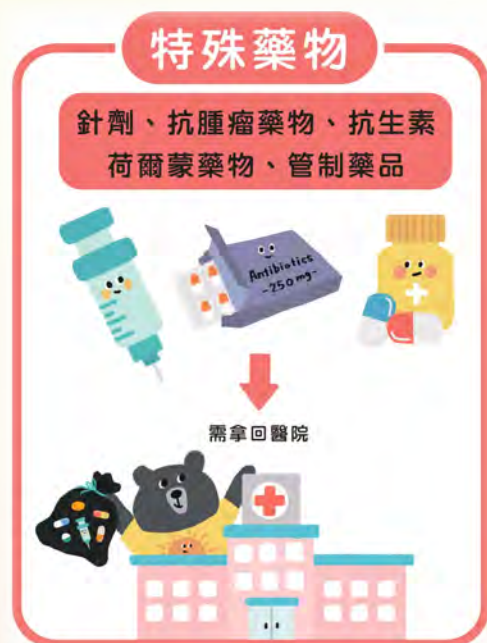 特殊藥物
針劑、抗腫瘤藥物、抗生素
荷爾蒙藥物、管制藥品
Antibiotics
-250mg-
需拿回醫院